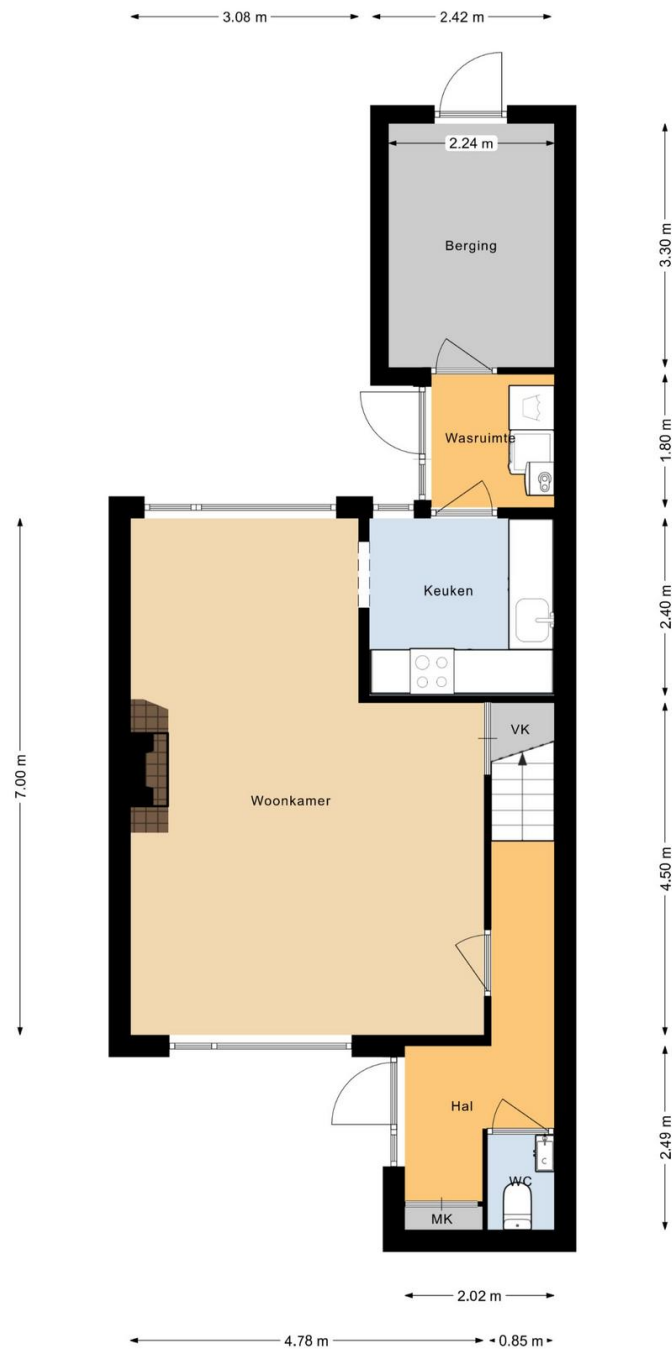 3.08 m
2.42 m
2.24 m
Berging
3.30 m
Wasruimte
1.80 m
Keuken
2.40 m
VK
7.00 m
Woonkamer
4.50 m
Hal
2.49 m
WC
MK
2.02 m
4.78 m
0.85 m